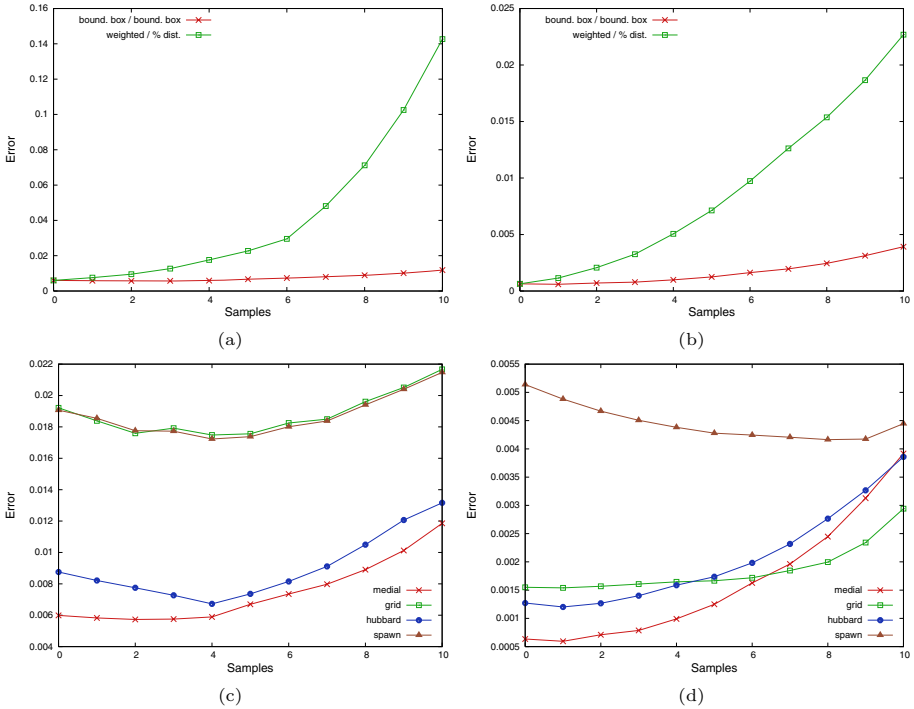 bound. box / bound. box
weighted / % dist.
0.16
0.14
0.12
0.1
0.08
0.06
0.04
0.02
0
Error
0 2 4 6 8 10
Samples
(a)
bound. box / bound. box
weighted / % dist.
0.025
0.02
0.015
0.01
0.005
0
Error
0 2 4 6 8 10
Samples
(b)
0.022
0.02
0.018
0.016
0.014
0.012
0.01
0.008
0.006
0.004
Error
medial
grid
hubbard
spawn
0 2 4 6 8 10
Samples
(c)
0.0055
0.005
0.0045
0.004
0.0035
0.003
0.0025
0.002
0.0015
0.001
0.0005
Error
medial
grid
hubbard
spawn
0 2 4 6 8 10
Samples
(d)